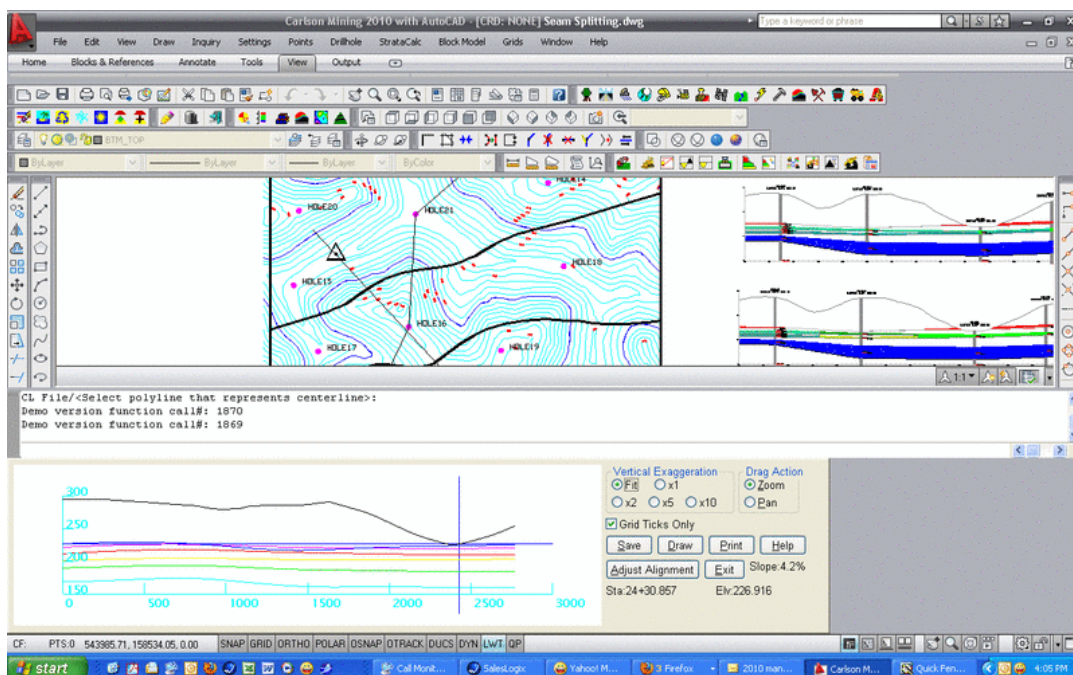 Carlson Mining 2010 with AutoCAD - [CRD: NONE] Seam Splitting.dwg
Type a keyword or phrase
File Edit View Draw Inquiry Settings Points Drillhole StrataCalc Block Model Grids Window Help
Home Blocks & References Annotate Tools View Output
BTM_TOP
ByLayer ByLayer ByLayer ByColor
HOLE14
HOLE20
HOLE21
HOLE18
HOLE15
HOLE16
HOLE17
HOLE19
1:1
CL File/<Select polyline that represents centerline>:
Demo version function call#: 1870
Demo version function call#: 1869
300
250
200
150
0 500 1000 1500 2000 2500 3000
Vertical Exaggeration Drag Action
Fit x1 Zoom
x2 x5 x10 Pan
Grid Ticks Only
Save Draw Print Help
Adjust Alignment Exit Slope:4.2%
Sta:24+30.857 Elv:226.916
CF: PTS:0 543985.71, 158534.05, 0.00 SNAP GRID ORTHO POLAR OSNAP OTRACK DUCS DYN LWT QP
start Call Monit... SalesLogix Yahoo! M... 3 Firefox 2010 man... Carlson M... Quick Pen... 4:05 PM